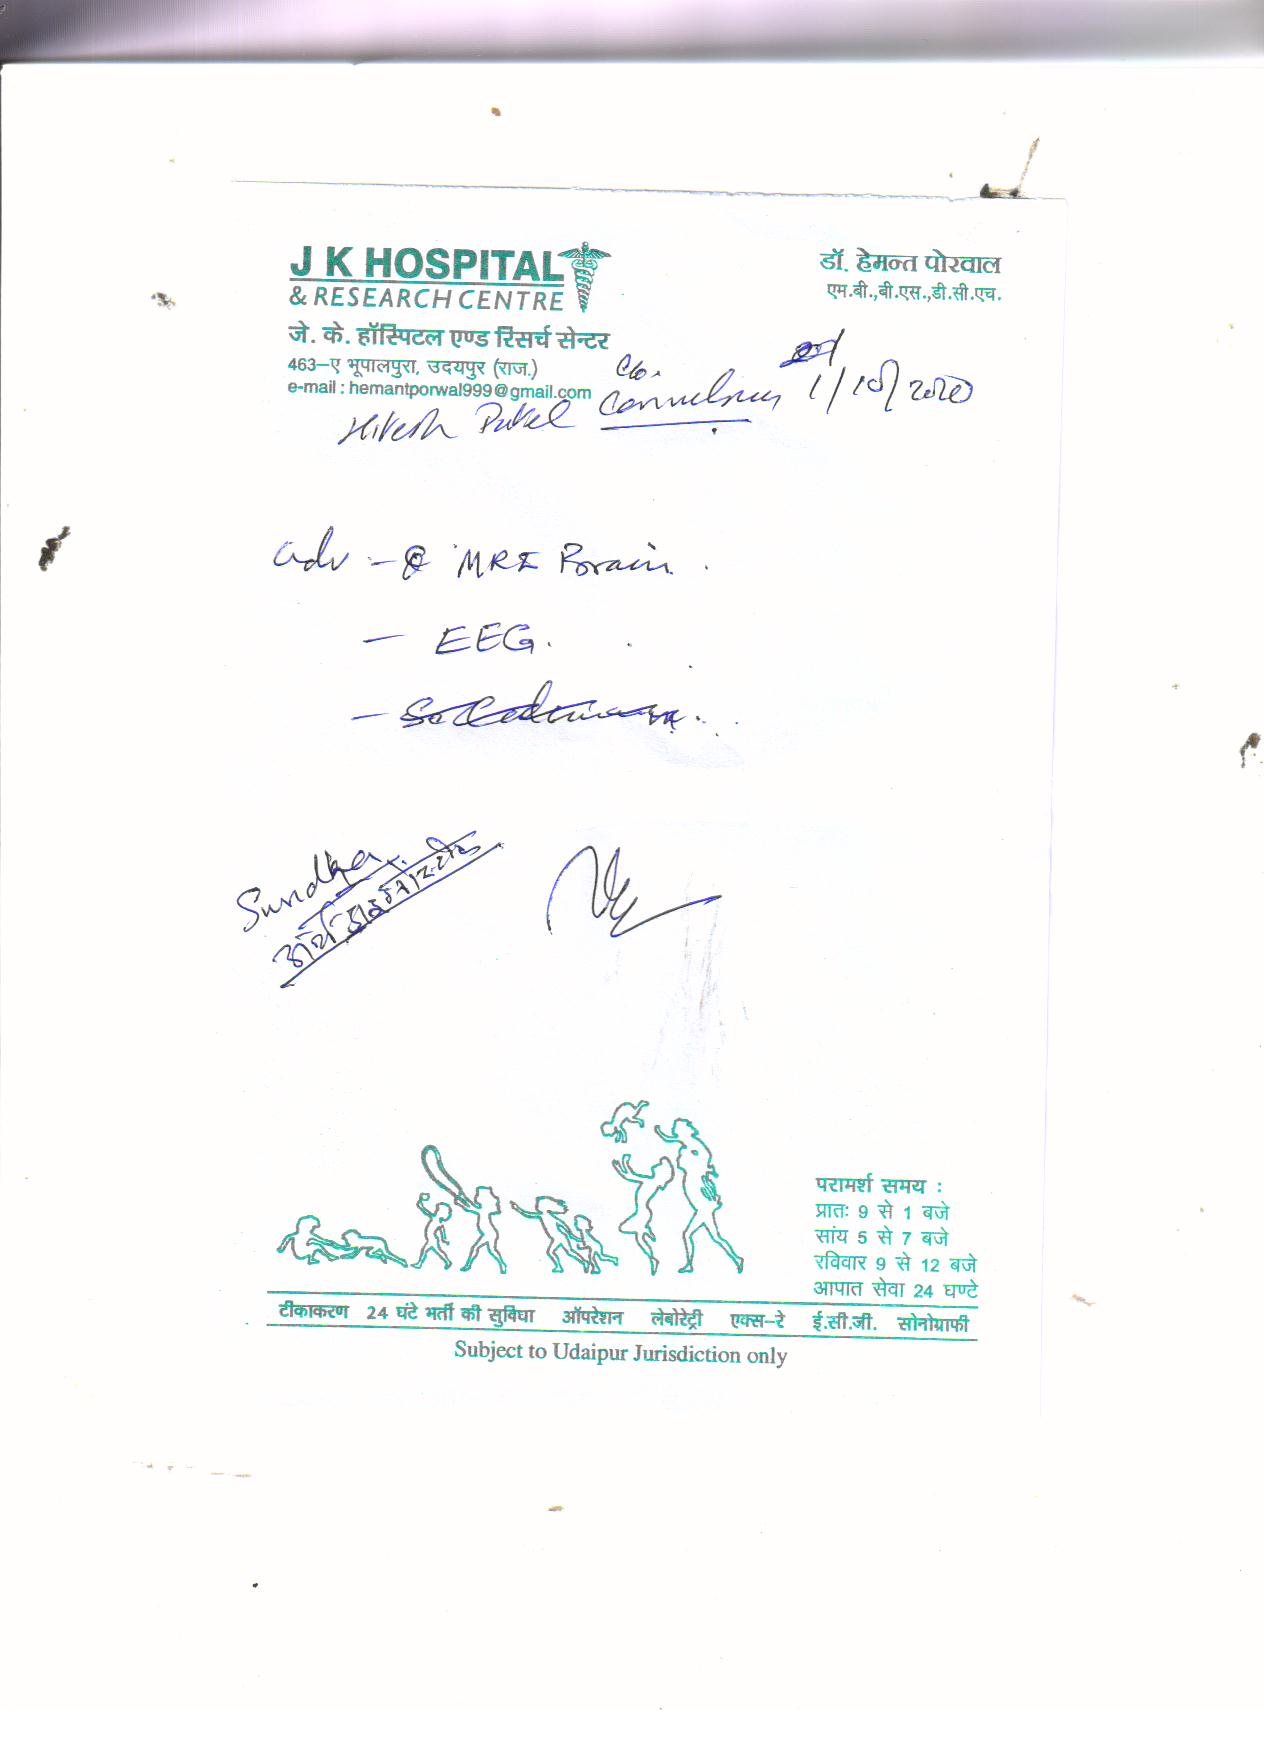 J K HOSPITAL
& RESEARCH CENTRE
जे. के. हॉस्पिटल एण्ड रिसर्च सेन्टर
463–ए भूपालपुरा, उदयपुर (राज.)
e-mail : hemantporwal999@gmail.com
डॉ. हेमन्त पोरवाल
एम.बी.,बी.एस.,डी.सी.एच.
c/o.
1/10/2020
Hitesh Patel
Adv - MRI Brain.
- EEG.
परामर्श समय :
प्रातः 9 से 1 बजे
सांय 5 से 7 बजे
रविवार 9 से 12 बजे
आपात सेवा 24 घण्टे
टीकाकरण 24 घंटे भर्ती की सुविधा ऑपरेशन लेबोरेट्री एक्स–रे ई.सी.जी. सोनोग्राफी
Subject to Udaipur Jurisdiction only